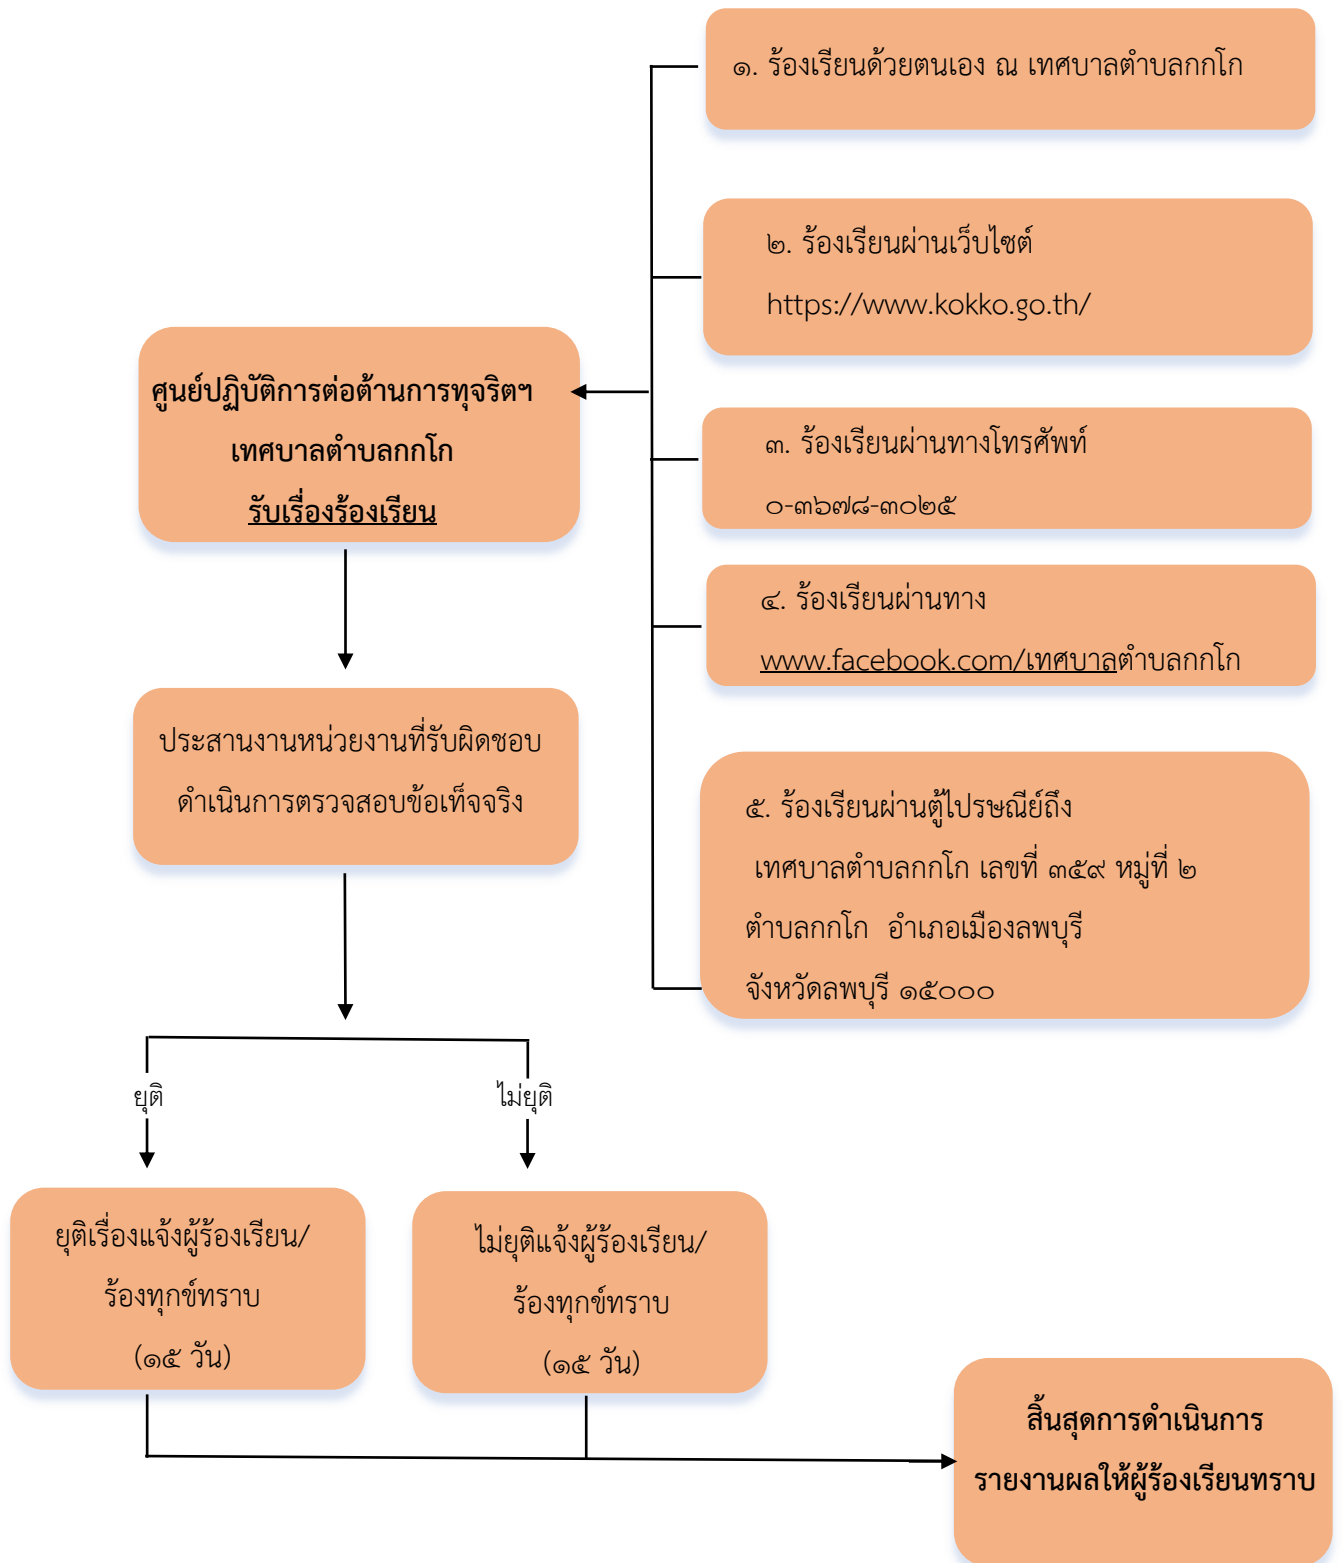 ๑. ร้องเรียนด้วยตนเอง ณ เทศบาลตำบลกกโก
๒. ร้องเรียนผ่านเว็บไซต์
https://www.kokko.go.th/
ศูนย์ปฏิบัติการต่อต้านการทุจริตฯ
เทศบาลตำบลกกโก
รับเรื่องร้องเรียน
๓. ร้องเรียนผ่านทางโทรศัพท์
๐-๓๖๗๘-๓๐๒๕
๔. ร้องเรียนผ่านทาง
www.facebook.com/เทศบาลตำบลกกโก
ประสานงานหน่วยงานที่รับผิดชอบ
ดำเนินการตรวจสอบข้อเท็จจริง
๕. ร้องเรียนผ่านตู้ไปรษณีย์ถึง
เทศบาลตำบลกกโก เลขที่ ๓๕๙ หมู่ที่ ๒
ตำบลกกโก อำเภอเมืองลพบุรี
จังหวัดลพบุรี ๑๕๐๐๐
ยุติ
ไม่ยุติ
ยุติเรื่องแจ้งผู้ร้องเรียน/
ร้องทุกข์ทราบ
(๑๕ วัน)
ไม่ยุติแจ้งผู้ร้องเรียน/
ร้องทุกข์ทราบ
(๑๕ วัน)
สิ้นสุดการดำเนินการ
รายงานผลให้ผู้ร้องเรียนทราบ